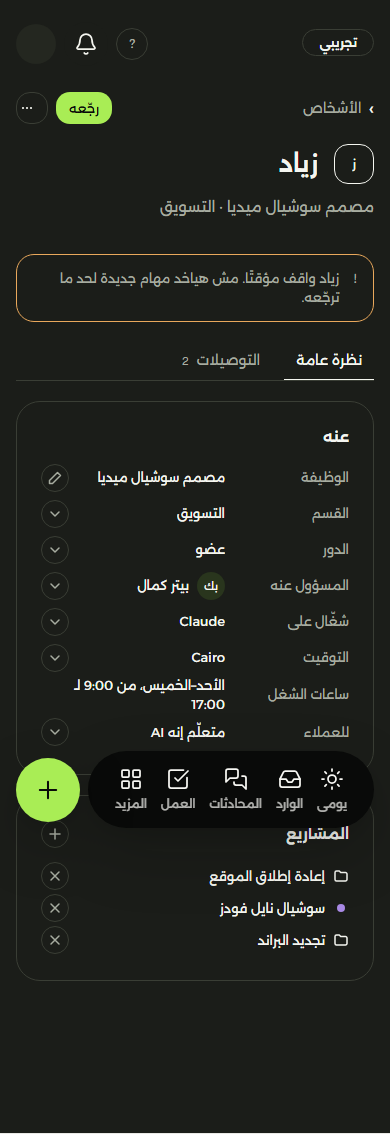 تجريبي
?
الأشخاص
رجّعه
ز
زياد
مصمم سوشيال ميديا · التسويق
! زياد واقف مؤقتًا. مش هياخد مهام جديدة لحد ما
ترجّعه.
نظرة عامة
التوصيلات 2
عنه
الوظيفة مصمم سوشيال ميديا
القسم التسويق
الدور عضو
المسؤول عنه بك بيتر كمال
شغّال على Claude
التوقيت Cairo
ساعات الشغل الأحد–الخميس، من 9:00 لـ
17:00
للعملاء متعلّم إنه AI
يومي
الوارد
المحادثات
العمل
المزيد
المشاريع
إعادة إطلاق الموقع
سوشيال نايل فودز
تجديد البراند